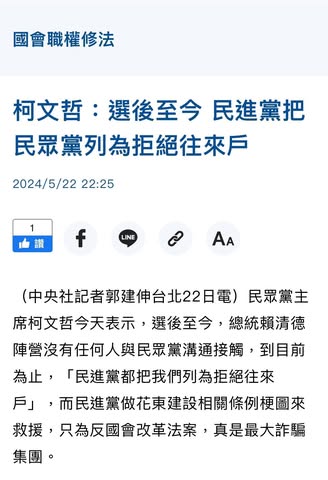 國會職權修法
柯文哲：選後至今 民進黨把
民眾黨列為拒絕往來戶
2024/5/22 22:25
1
讚
LINE
AA
（中央社記者郭建伸台北22日電）民眾黨主
席柯文哲今天表示，選後至今，總統賴清德
陣營沒有任何人與民眾黨溝通接觸，到目前
為止，「民進黨都把我們列為拒絕往來
戶」，而民進黨做花東建設相關條例梗圖來
救援，只為反國會改革法案，真是最大詐騙
集團。